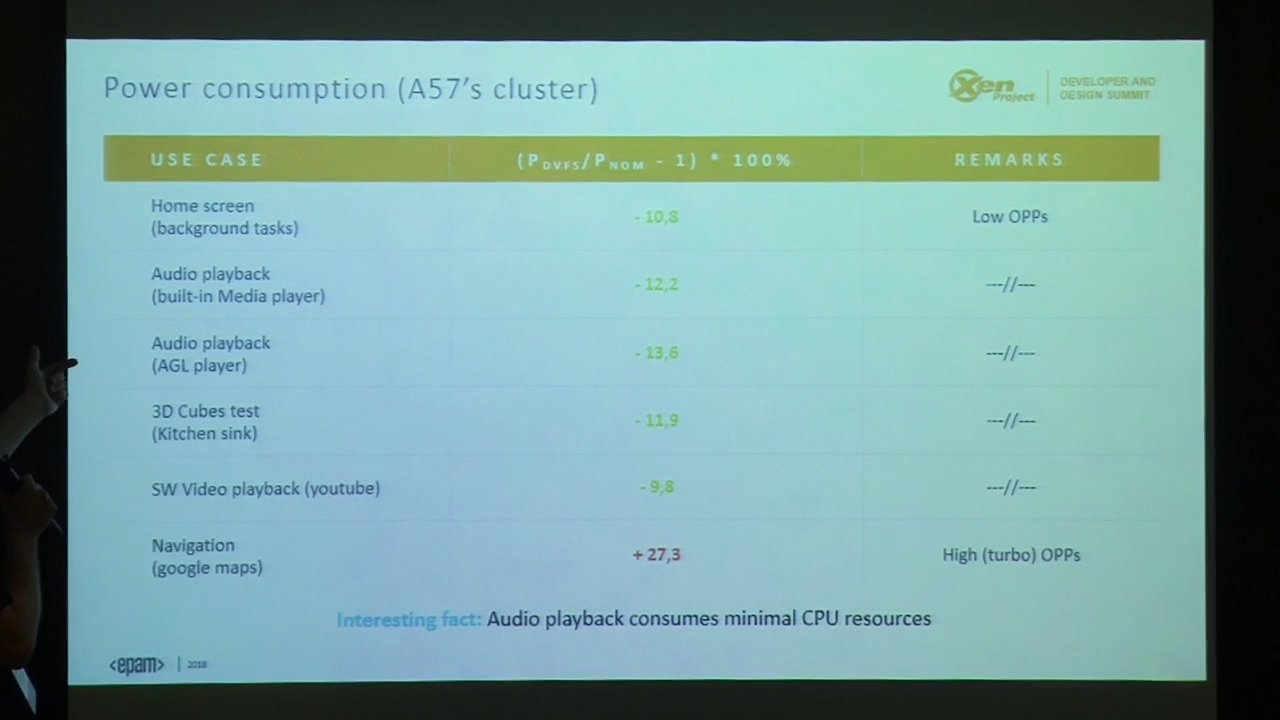 Power consumption (A57's cluster)
Xen Project
DEVELOPER AND
DESIGN SUMMIT
USE CASE
(PDVFS/PNOM - 1) * 100%
REMARKS
Home screen
(background tasks)
- 10,8
Low OPPs
Audio playback
(built-in Media player)
- 12,2
---//---
Audio playback
(AGL player)
- 13,6
---//---
3D Cubes test
(Kitchen sink)
- 11,9
---//---
SW Video playback (youtube)
- 9,8
---//---
Navigation
(google maps)
+ 27,3
High (turbo) OPPs
Interesting fact: Audio playback consumes minimal CPU resources
<epam> | 2018